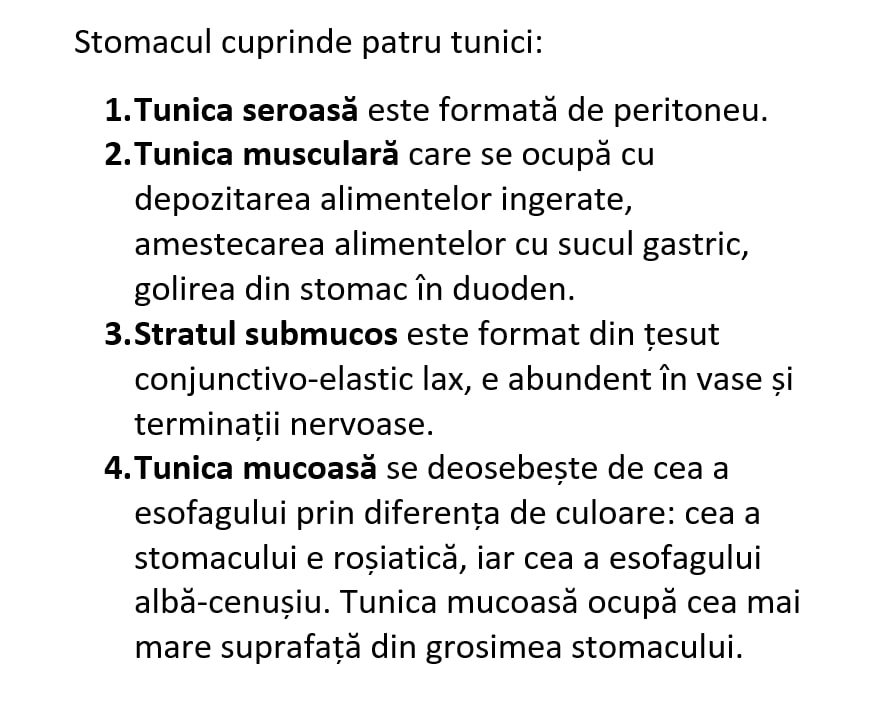 Stomacul cuprinde patru tunici:
1.Tunica seroasă este formată de peritoneu.
2.Tunica musculară care se ocupă cu
depozitarea alimentelor ingerate,
amestecarea alimentelor cu sucul gastric,
golirea din stomac în duoden.
3.Stratul submucos este format din țesut
conjunctivo-elastic lax, e abundent în vase și
terminații nervoase.
4.Tunica mucoasă se deosebește de cea a
esofagului prin diferența de culoare: cea a
stomacului e roșiatică, iar cea a esofagului
albă-cenușiu. Tunica mucoasă ocupă cea mai
mare suprafață din grosimea stomacului.